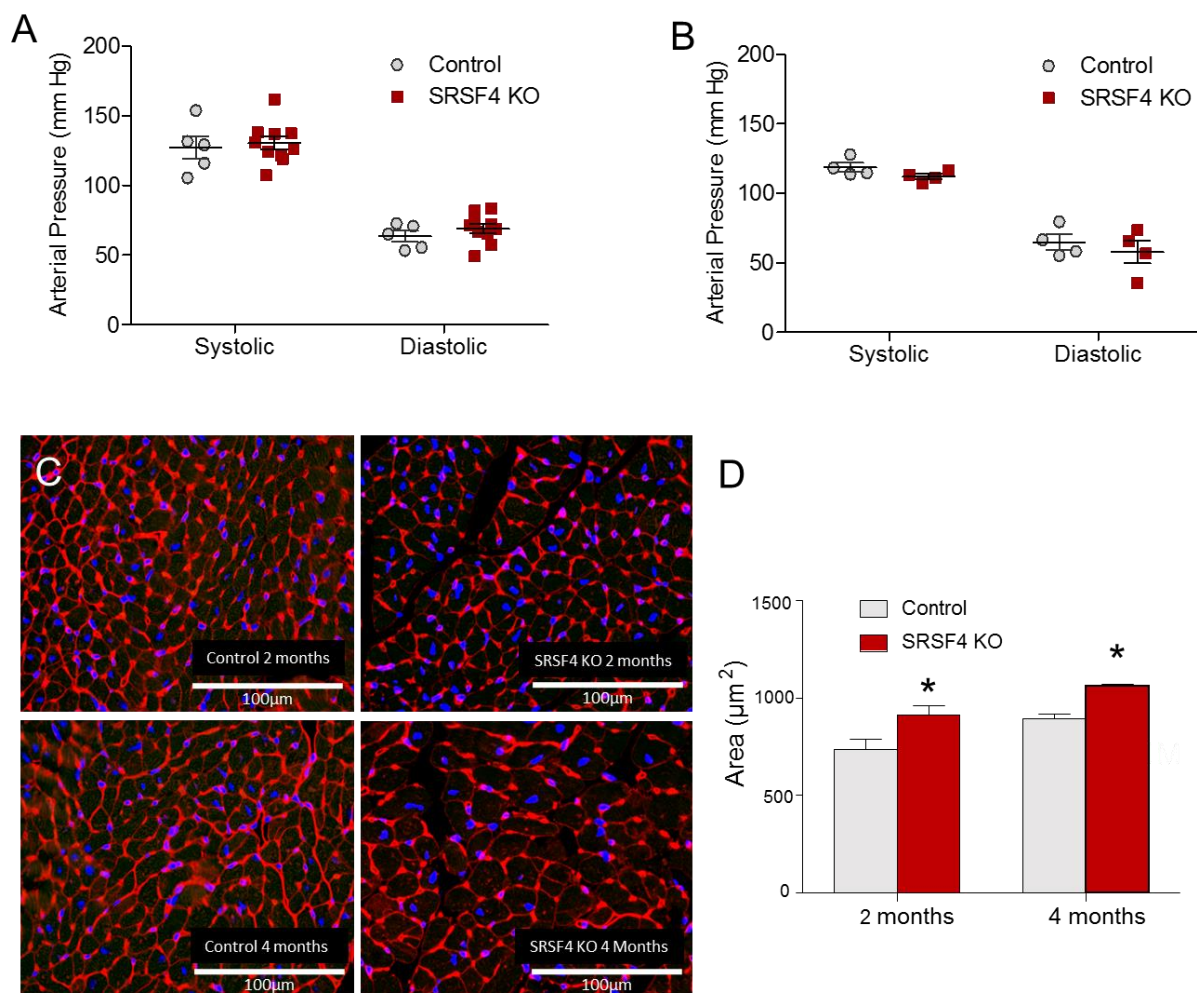 A
Arterial Pressure (mm Hg)
200
150
100
50
0
Control
SRSF4 KO
Systolic
Diastolic
B
Arterial Pressure (mm Hg)
200
150
100
50
0
Control
SRSF4 KO
Systolic
Diastolic
C
Control 2 months
100µm
SRSF4 KO 2 months
100µm
Control 4 months
100µm
SRSF4 KO 4 Months
100µm
D
Area (µm²)
1500
1000
500
0
Control
SRSF4 KO
*
*
2 months
4 months